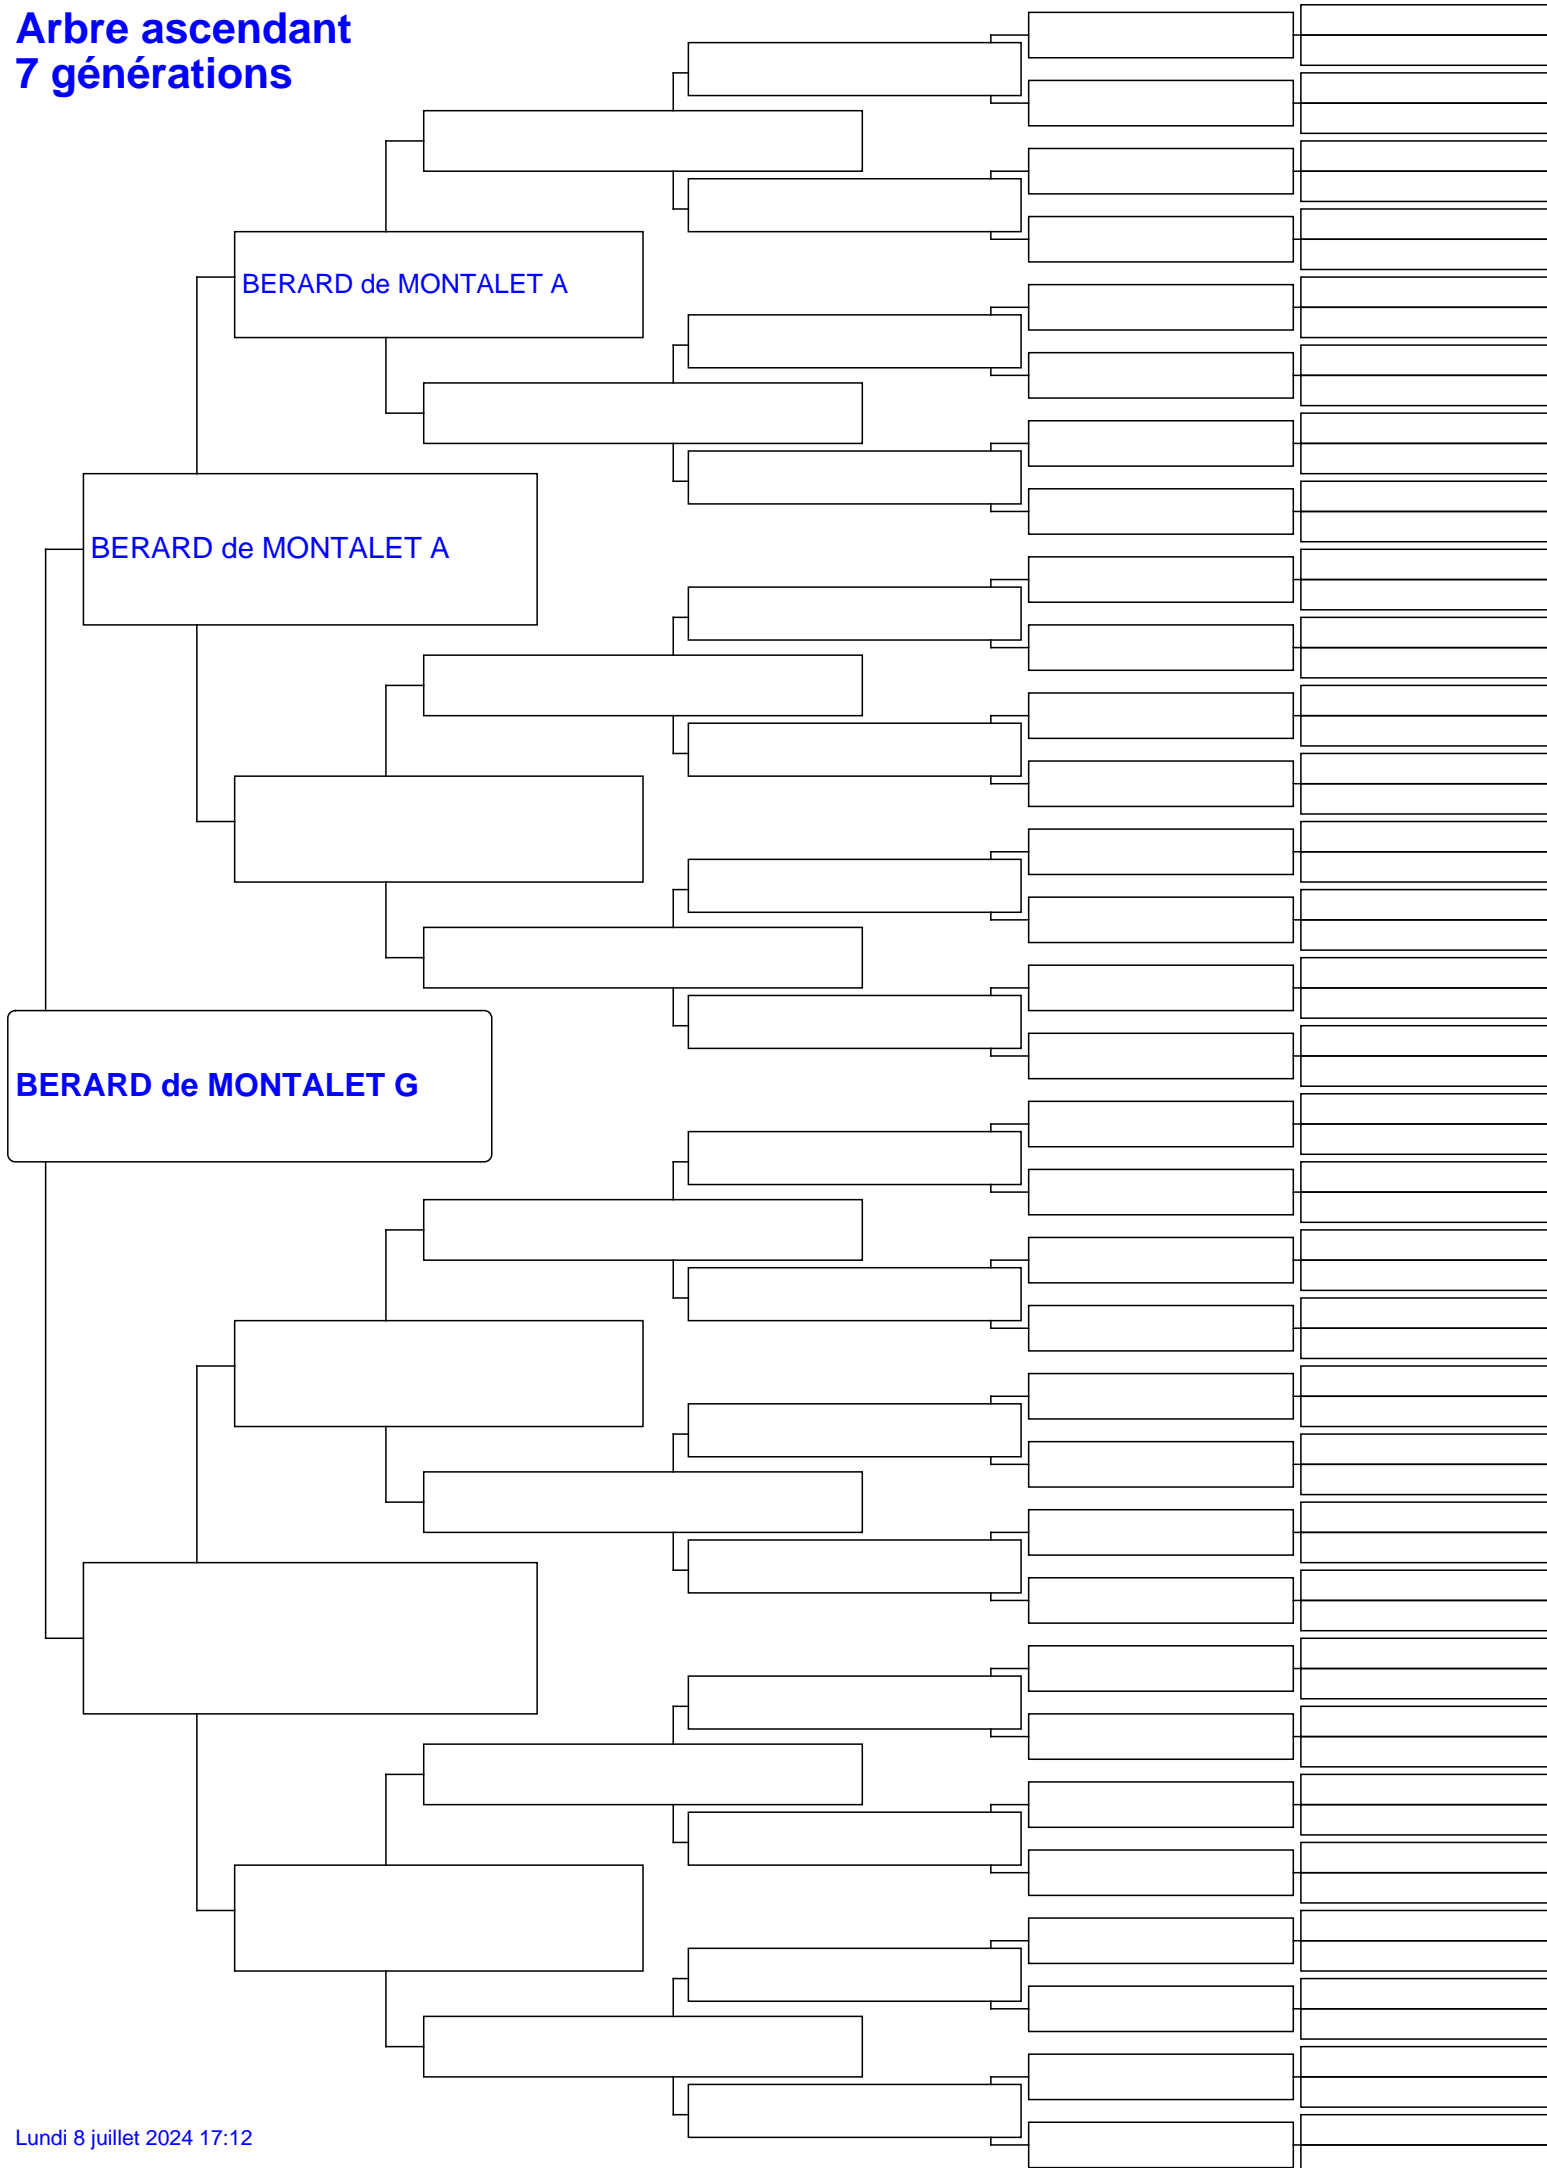 Arbre ascendant
7 générations
BERARD de MONTALET A
BERARD de MONTALET A
BERARD de MONTALET G
Lundi 8 juillet 2024 17:12